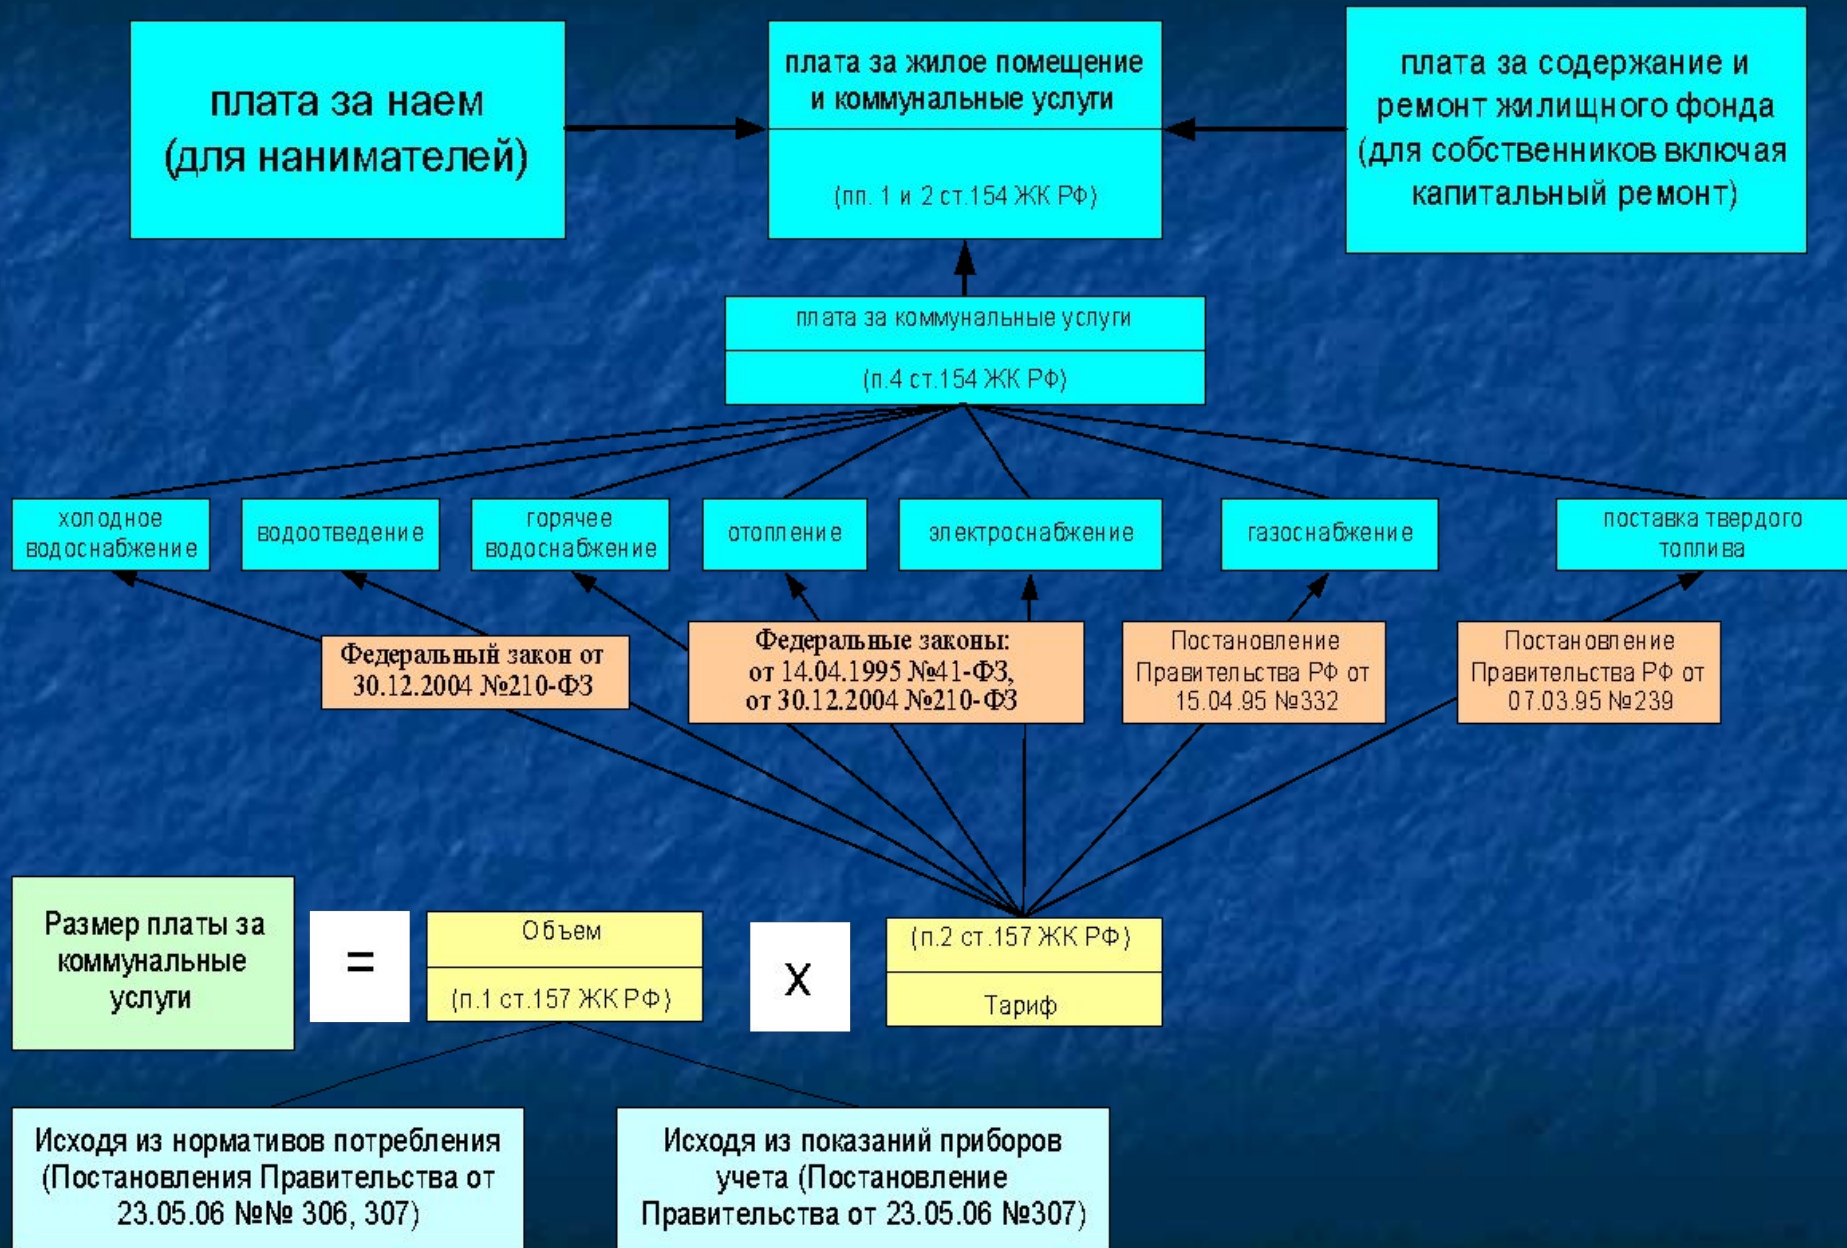 плата за наем
(для нанимателей)
плата за жилое помещение
и коммунальные услуги
(пп. 1 и 2 ст.154 ЖК РФ)
плата за содержание и
ремонт жилищного фонда
(для собственников включая
капитальный ремонт)
плата за коммунальные услуги
(п.4 ст.154 ЖК РФ)
холодное
водоснабжение
водоотведение
горячее
водоснабжение
отопление
электроснабжение
газоснабжение
поставка твердого
топлива
Федеральный закон от
30.12.2004 №210-ФЗ
Федеральные законы:
от 14.04.1995 №41-ФЗ,
от 30.12.2004 №210-ФЗ
Постановление
Правительства РФ от
15.04.95 №332
Постановление
Правительства РФ от
07.03.95 №239
Размер платы за
коммунальные
услуги
=
Объем
(п.1 ст.157 ЖК РФ)
х
(п.2 ст.157 ЖК РФ)
Тариф
Исходя из нормативов потребления
(Постановления Правительства от
23.05.06 №№ 306, 307)
Исходя из показаний приборов
учета (Постановление
Правительства от 23.05.06 №307)